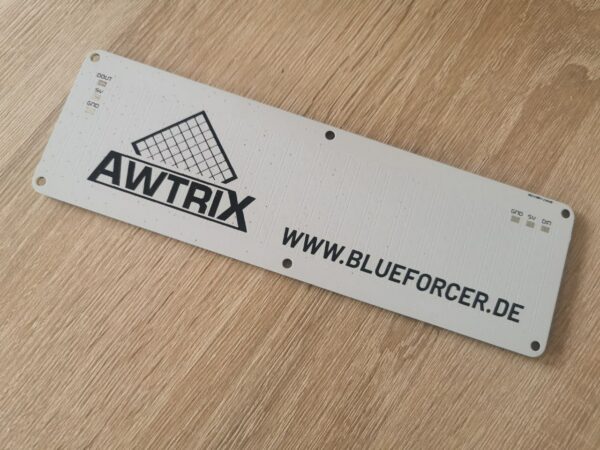 DOUT
5V
GND
AWTRIX
GND 5V DIN
WWW.BLUEFORCER.DE